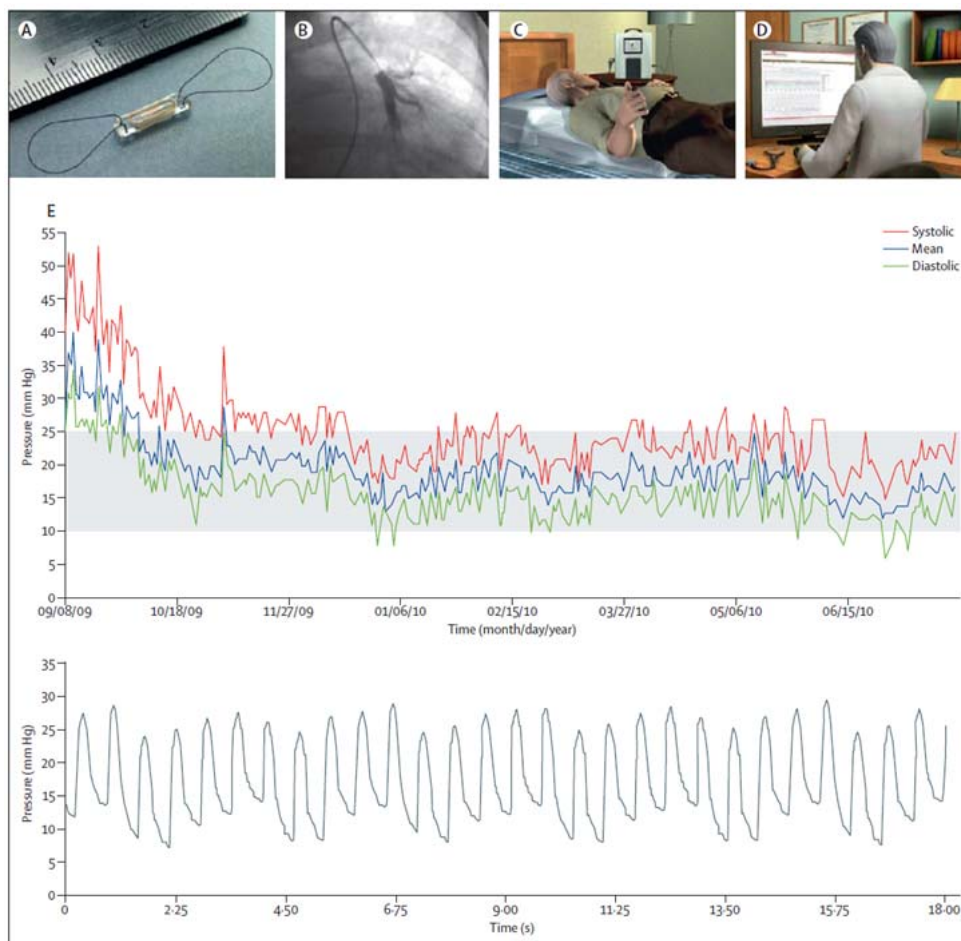 A
B
C
D
E
55
50
45
40
35
30
25
20
15
10
5
0
Pressure (mm Hg)
Systolic
Mean
Diastolic
09/08/09 10/18/09 11/27/09 01/06/10 02/15/10 03/27/10 05/06/10 06/15/10
Time (month/day/year)
35
30
25
20
15
10
5
0
Pressure (mm Hg)
0 2·25 4·50 6·75 9·00 11·25 13·50 15·75 18·00
Time (s)